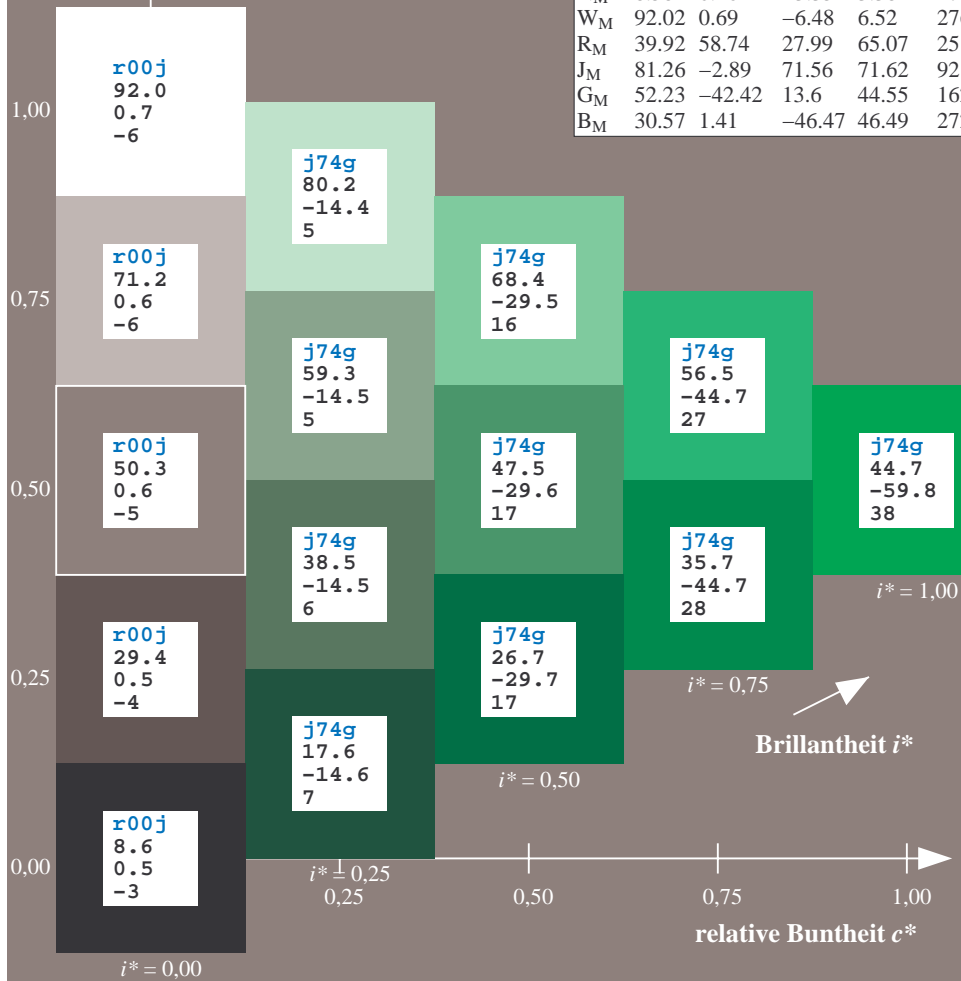 W_M 92.02 0.69 −6.48 6.52
R_M 39.92 58.74 27.99 65.07
J_M 81.26 −2.89 71.56 71.62
G_M 52.23 −42.42 13.6 44.55
B_M 30.57 1.41 −46.47 46.49
1,00
r00j
92.0
0.7
−6
j74g
80.2
−14.4
5
0,75
r00j
71.2
0.6
−6
j74g
68.4
−29.5
16
j74g
59.3
−14.5
5
j74g
56.5
−44.7
27
0,50
r00j
50.3
0.6
−5
j74g
47.5
−29.6
17
j74g
44.7
−59.8
38
i* = 1,00
j74g
38.5
−14.5
6
j74g
35.7
−44.7
28
i* = 0,75
0,25
r00j
29.4
0.5
−4
j74g
26.7
−29.7
17
i* = 0,50
Brillantheit i*
j74g
17.6
−14.6
7
i* = 0,25
0,00
r00j
8.6
0.5
−3
i* = 0,00
0,25 0,50 0,75 1,00
relative Buntheit c*